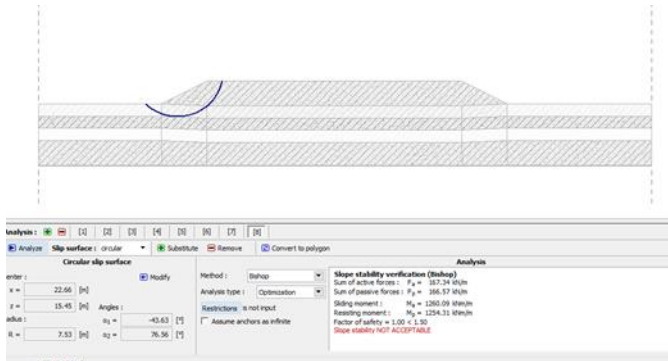 Analysis : [1] [2] [3] [4] [5] [6] [7] [8]
Analyze Slip surface : circular Substitute Remove Convert to polygon
Circular slip surface
Analysis
enter :
Modify
x = 22.66 [m]
z = 15.45 [m] Angles :
adius :
α₁ = -43.63 [°]
R = 7.53 [m] α₂ = 76.56 [°]
Method : Bishop
Analysis type : Optimization
Restrictions is not input
Assume anchors as infinite
Slope stability verification (Bishop)
Sum of active forces : Fₐ = 167.34 kN/m
Sum of passive forces : Fₚ = 166.57 kN/m
Sliding moment : Mₐ = 1260.09 kNm/m
Resisting moment : Mₚ = 1254.31 kNm/m
Factor of safety = 1.00 < 1.50
Slope stability NOT ACCEPTABLE